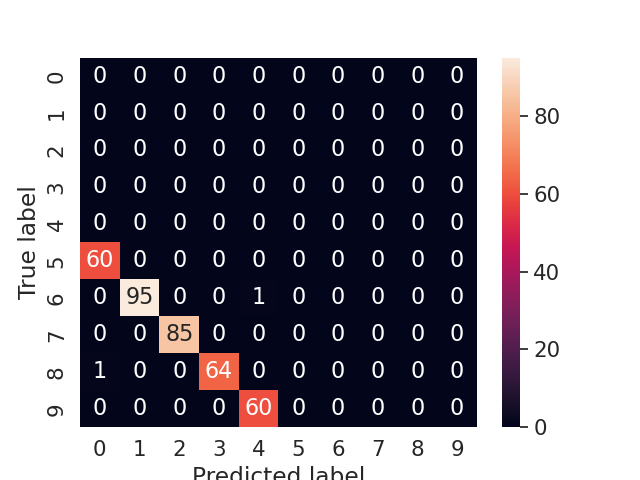 0 0 0 0 0 0 0 0 0 0 0
1 0 0 0 0 0 0 0 0 0 0
2 0 0 0 0 0 0 0 0 0 0
3 0 0 0 0 0 0 0 0 0 0
4 0 0 0 0 0 0 0 0 0 0
5 60 0 0 0 0 0 0 0 0 0
6 0 95 0 0 1 0 0 0 0 0
7 0 0 85 0 0 0 0 0 0 0
8 1 0 0 64 0 0 0 0 0 0
9 0 0 0 0 60 0 0 0 0 0
0 1 2 3 4 5 6 7 8 9
True label
Predicted label
80
60
40
20
0